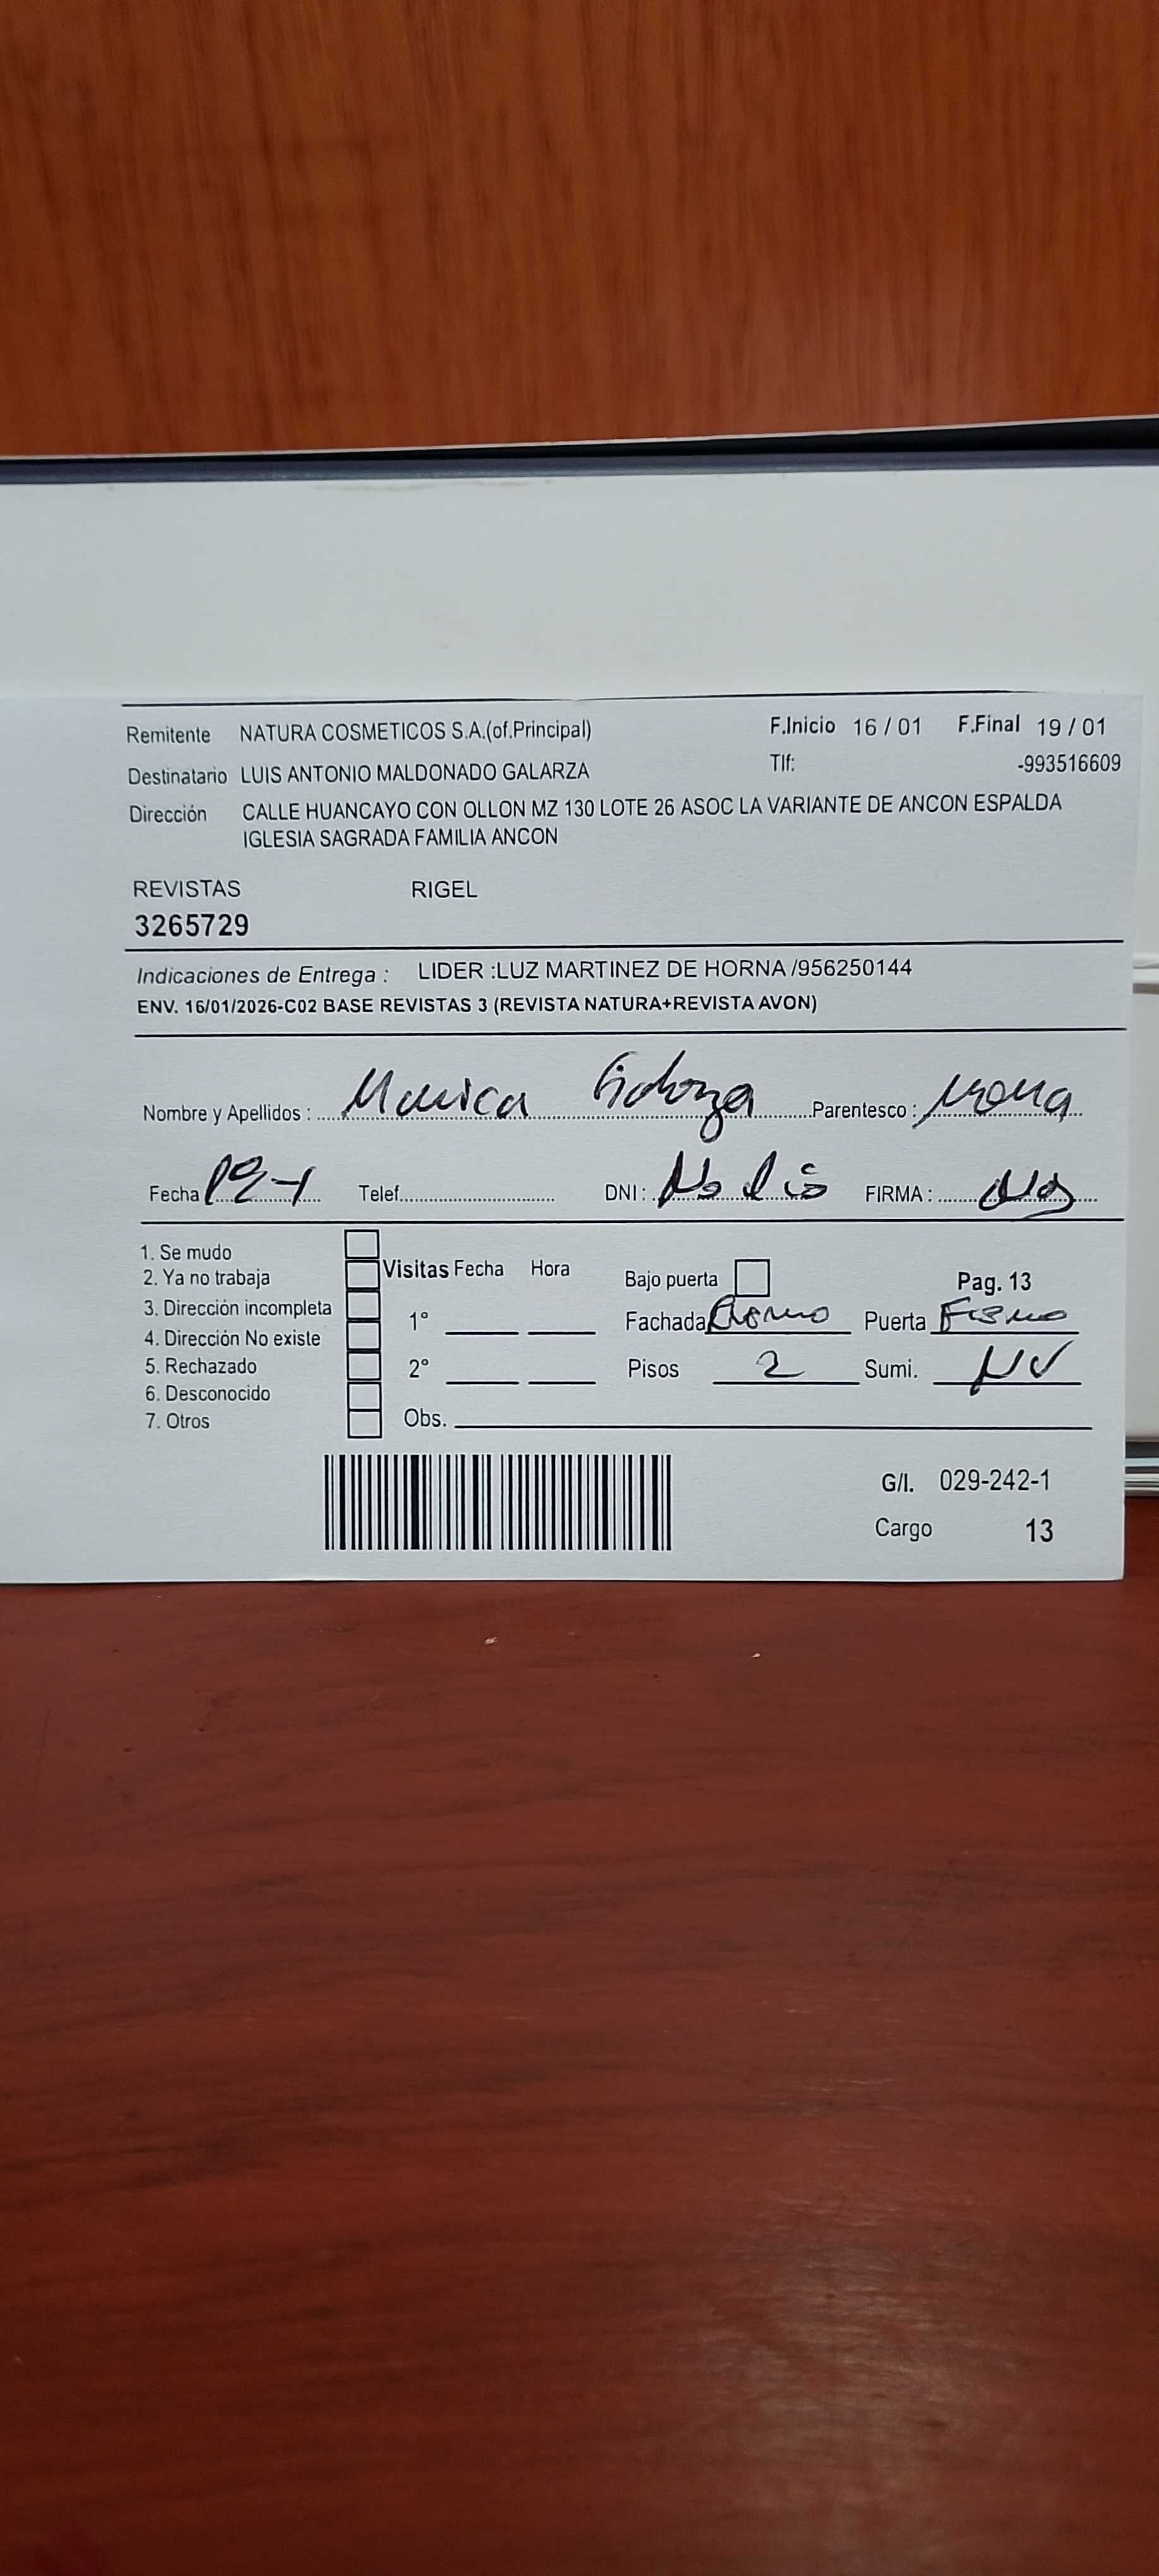 Remitente NATURA COSMETICOS S.A.(of.Principal) F.Inicio 16 / 01 F.Final 19 / 01
Destinatario LUIS ANTONIO MALDONADO GALARZA Tlf: -993516609
Dirección CALLE HUANCAYO CON OLLON MZ 130 LOTE 26 ASOC LA VARIANTE DE ANCON ESPALDA
IGLESIA SAGRADA FAMILIA ANCON
REVISTAS RIGEL
3265729
Indicaciones de Entrega : LIDER :LUZ MARTINEZ DE HORNA /956250144
ENV. 16/01/2026-C02 BASE REVISTAS 3 (REVISTA NATURA+REVISTA AVON)
Nombre y Apellidos : Monica Parentesco :
Fecha Telef. DNI : No dio FIRMA :
1. Se mudo
2. Ya no trabaja Visitas Fecha Hora Bajo puerta Pag. 13
3. Dirección incompleta 1° Fachada Puerta Fierro
4. Dirección No existe
5. Rechazado 2° Pisos 2 Sumi. NV
6. Desconocido
7. Otros Obs.
G/I. 029-242-1
Cargo 13